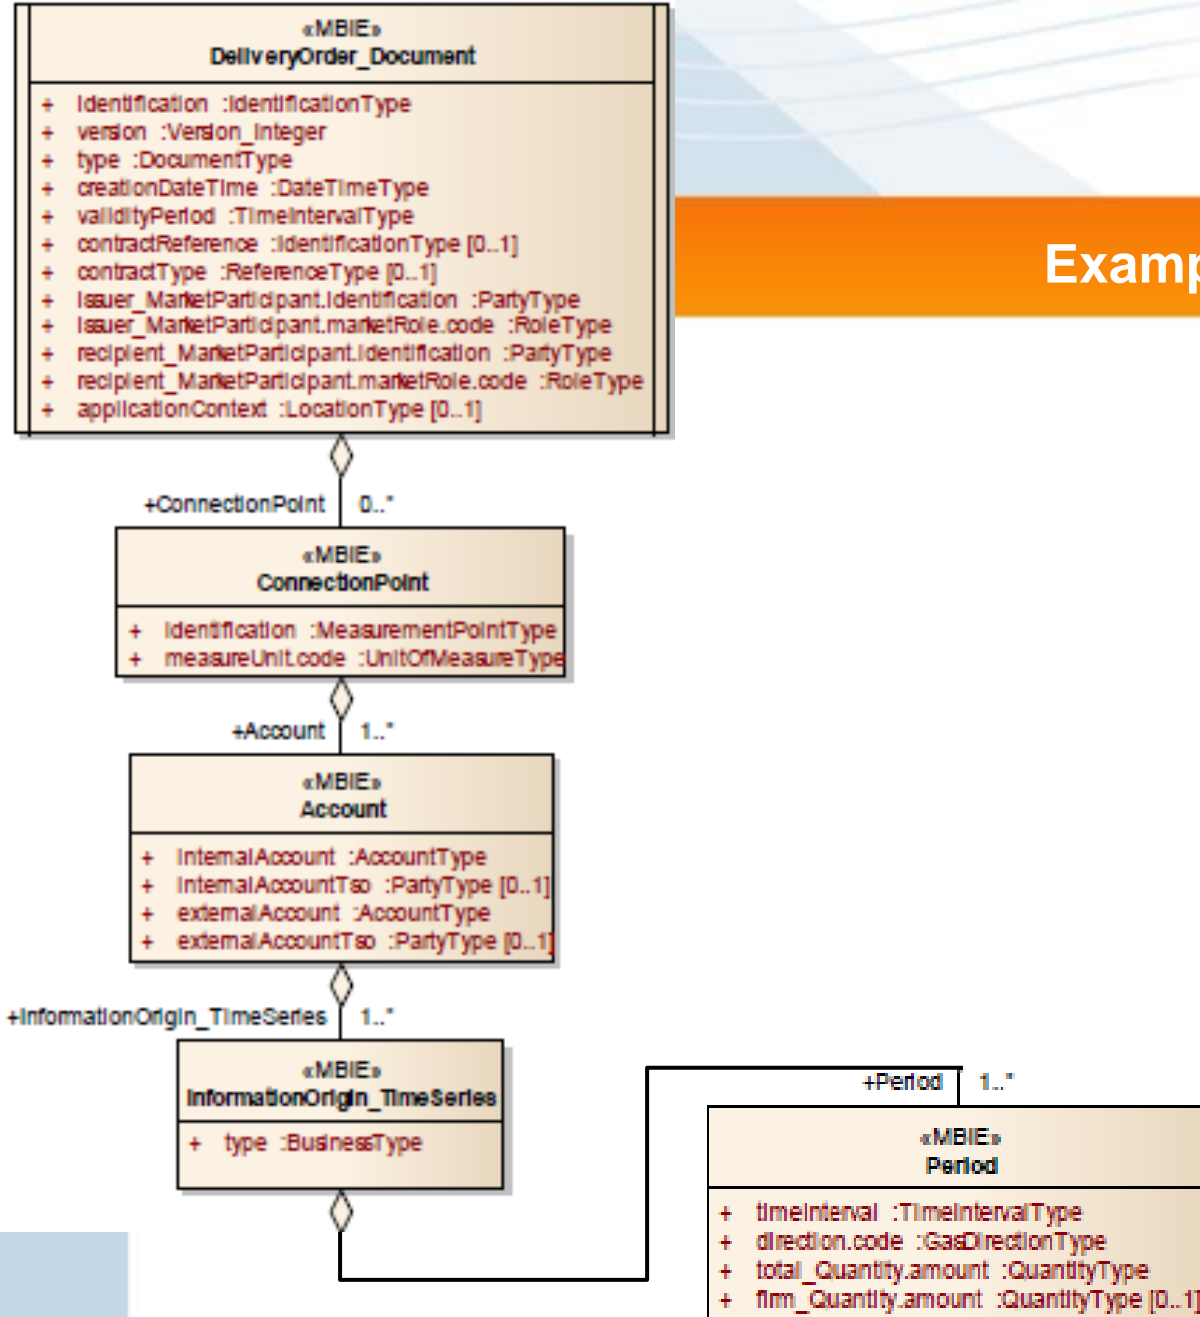 «MBIE»
DeliveryOrder_Document
+ identification :IdentificationType
+ version :Version_Integer
+ type :DocumentType
+ creationDateTime :DateTimeType
+ validityPeriod :TimeIntervalType
+ contractReference :IdentificationType [0..1]
+ contractType :ReferenceType [0..1]
+ issuer_MarketParticipant.identification :PartyType
+ issuer_MarketParticipant.marketRole.code :RoleType
+ recipient_MarketParticipant.identification :PartyType
+ recipient_MarketParticipant.marketRole.code :RoleType
+ applicationContext :LocationType [0..1]
Examp
+ConnectionPoint 0..*
«MBIE»
ConnectionPoint
+ identification :MeasurementPointType
+ measureUnit.code :UnitOfMeasureType
+Account 1..*
«MBIE»
Account
+ internalAccount :AccountType
+ internalAccountTso :PartyType [0..1]
+ externalAccount :AccountType
+ externalAccountTso :PartyType [0..1]
+InformationOrigin_TimeSeries 1..*
«MBIE»
InformationOrigin_TimeSeries
+ type :BusinessType
+Period 1..*
«MBIE»
Period
+ timeInterval :TimeIntervalType
+ direction.code :GasDirectionType
+ total_Quantity.amount :QuantityType
+ firm_Quantity.amount :QuantityType [0..1]